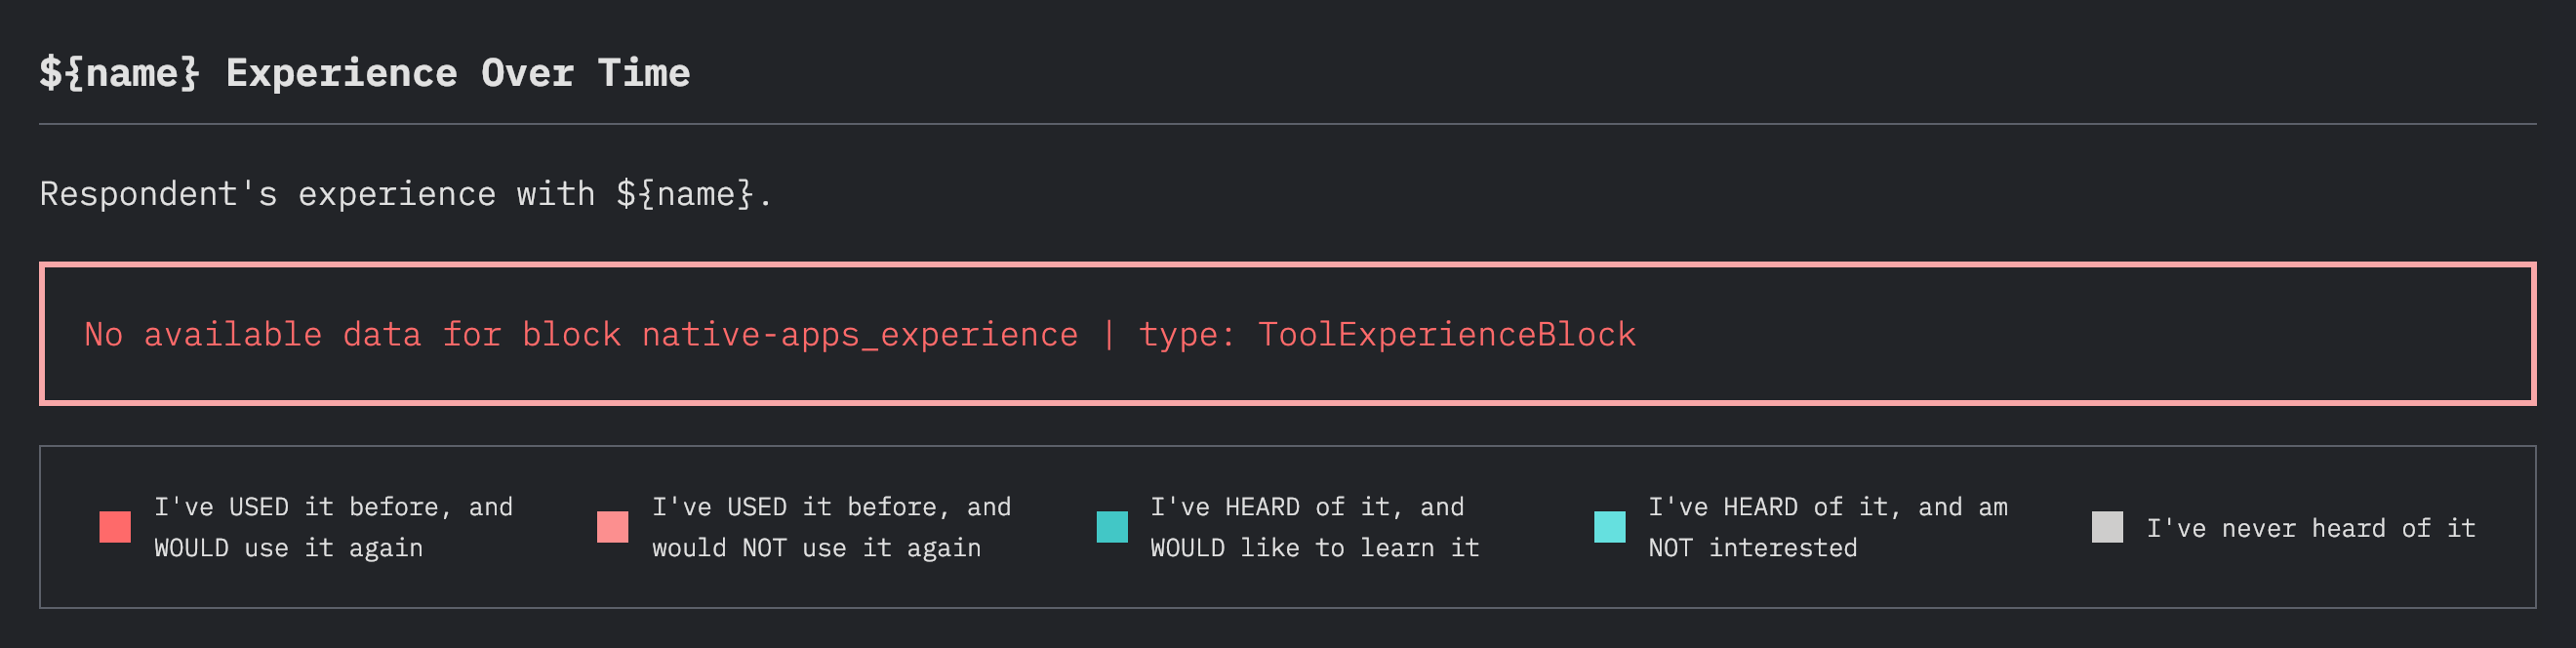 ${name} Experience Over Time
Respondent's experience with ${name}.
No available data for block native-apps_experience | type: ToolExperienceBlock
I've USED it before, and
WOULD use it again
I've USED it before, and
would NOT use it again
I've HEARD of it, and
WOULD like to learn it
I've HEARD of it, and am
NOT interested
I've never heard of it